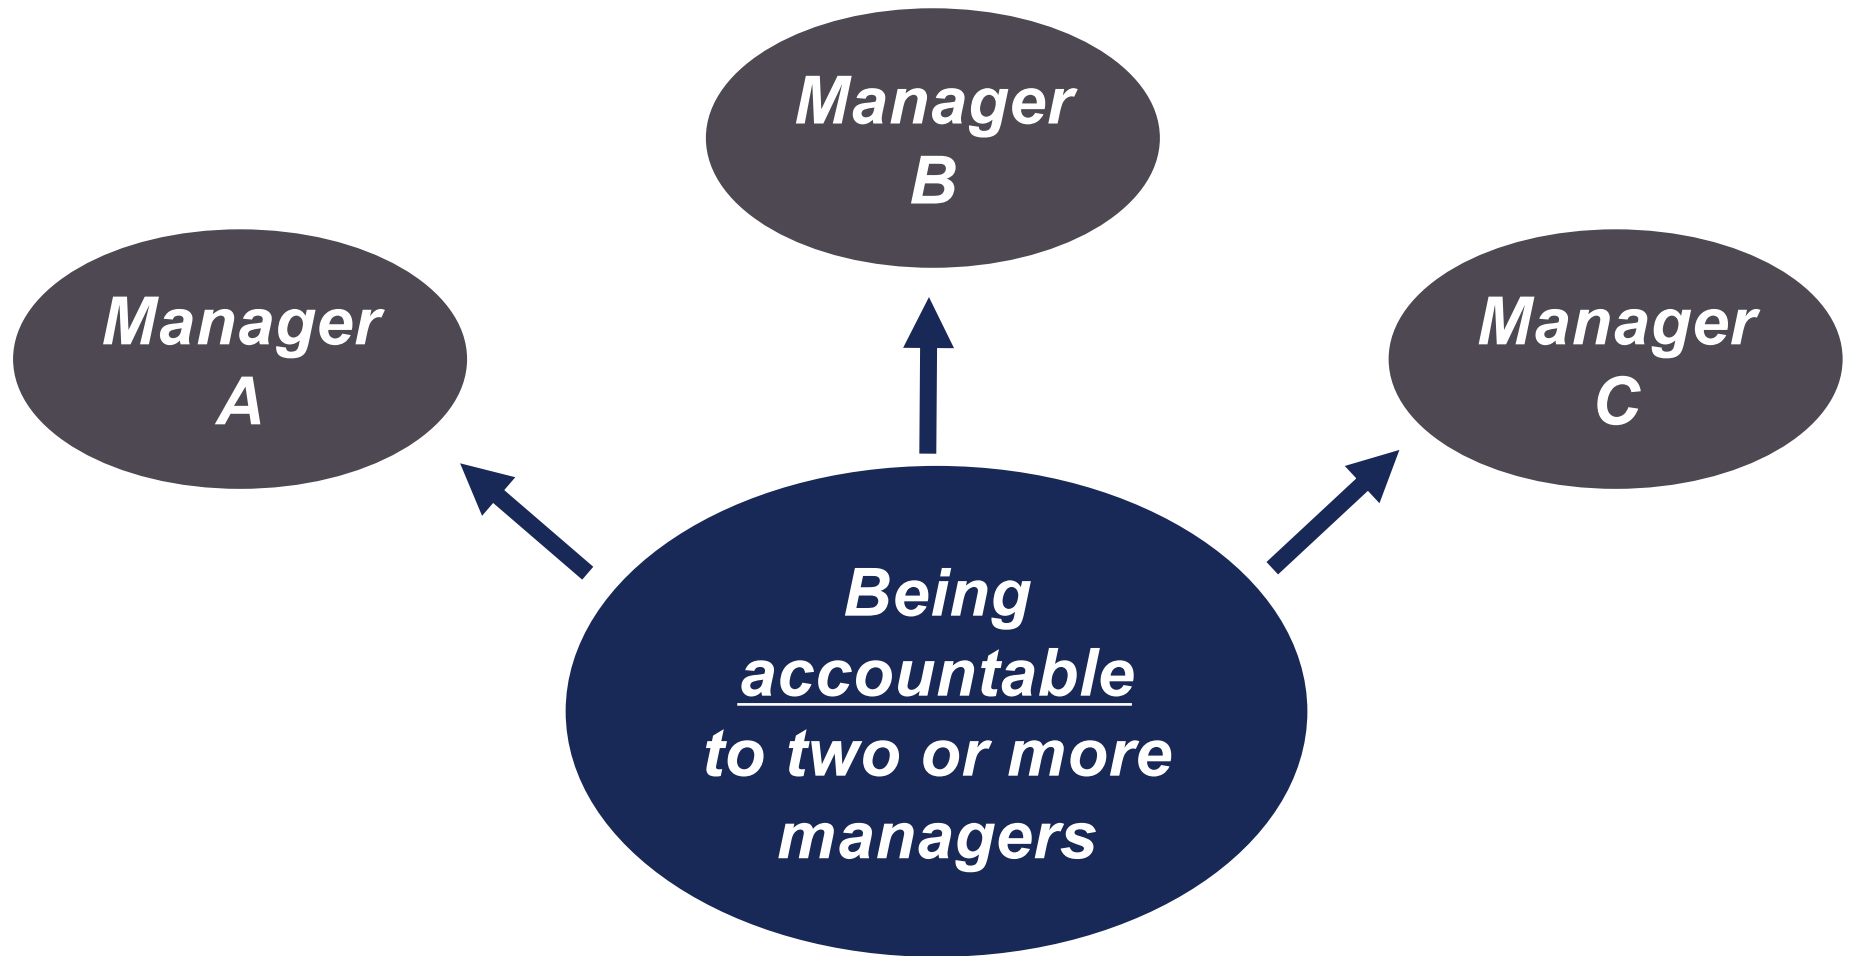 Manager
B
Manager
A
Manager
C
Being
accountable
to two or more
managers